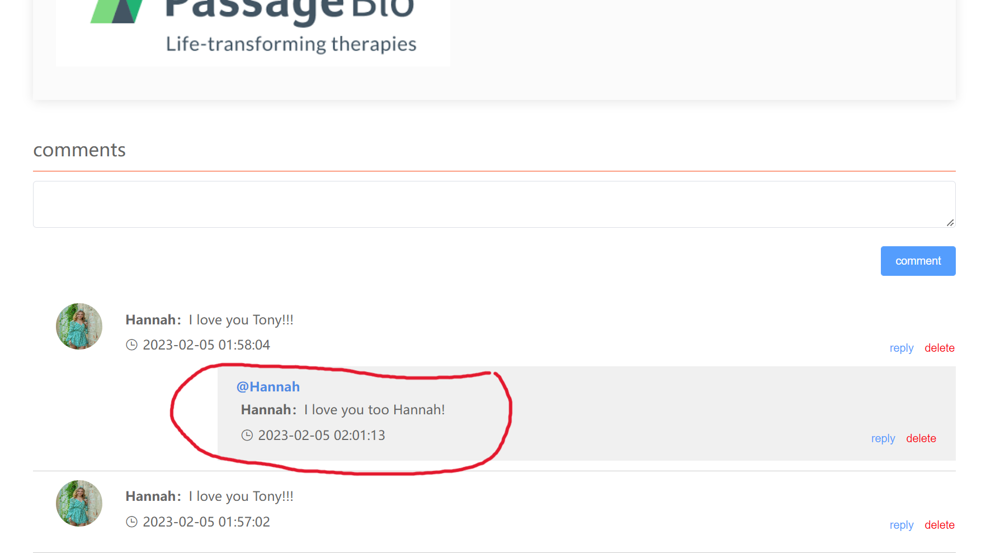 Passage Bio
Life-transforming therapies
comments
comment
Hannah: I love you Tony!!!
2023-02-05 01:58:04
reply delete
@Hannah
Hannah: I love you too Hannah!
2023-02-05 02:01:13
reply delete
Hannah: I love you Tony!!!
2023-02-05 01:57:02
reply delete